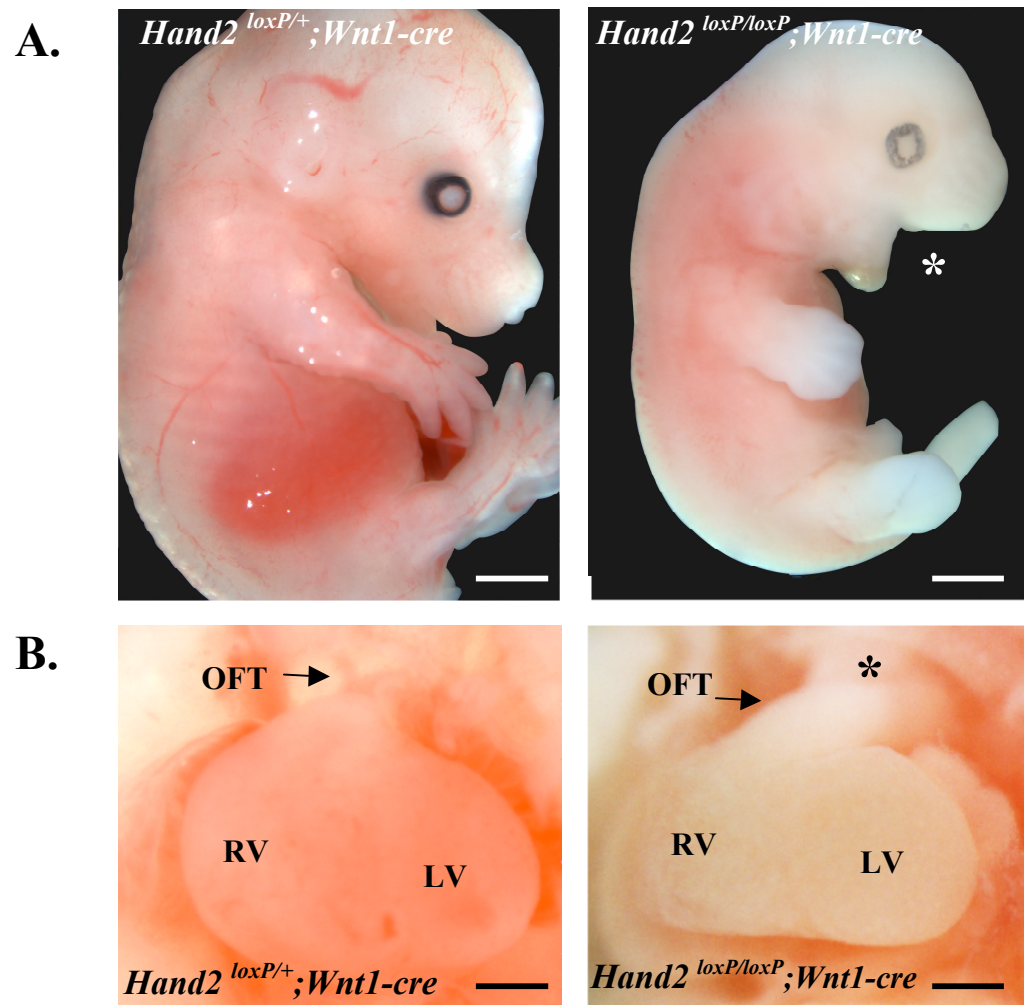 A.
Hand2 loxP/+;Wnt1-cre
Hand2 loxP/loxP;Wnt1-cre
*
B.
OFT
RV
LV
Hand2 loxP/+;Wnt1-cre
*
OFT
RV
LV
Hand2 loxP/loxP;Wnt1-cre